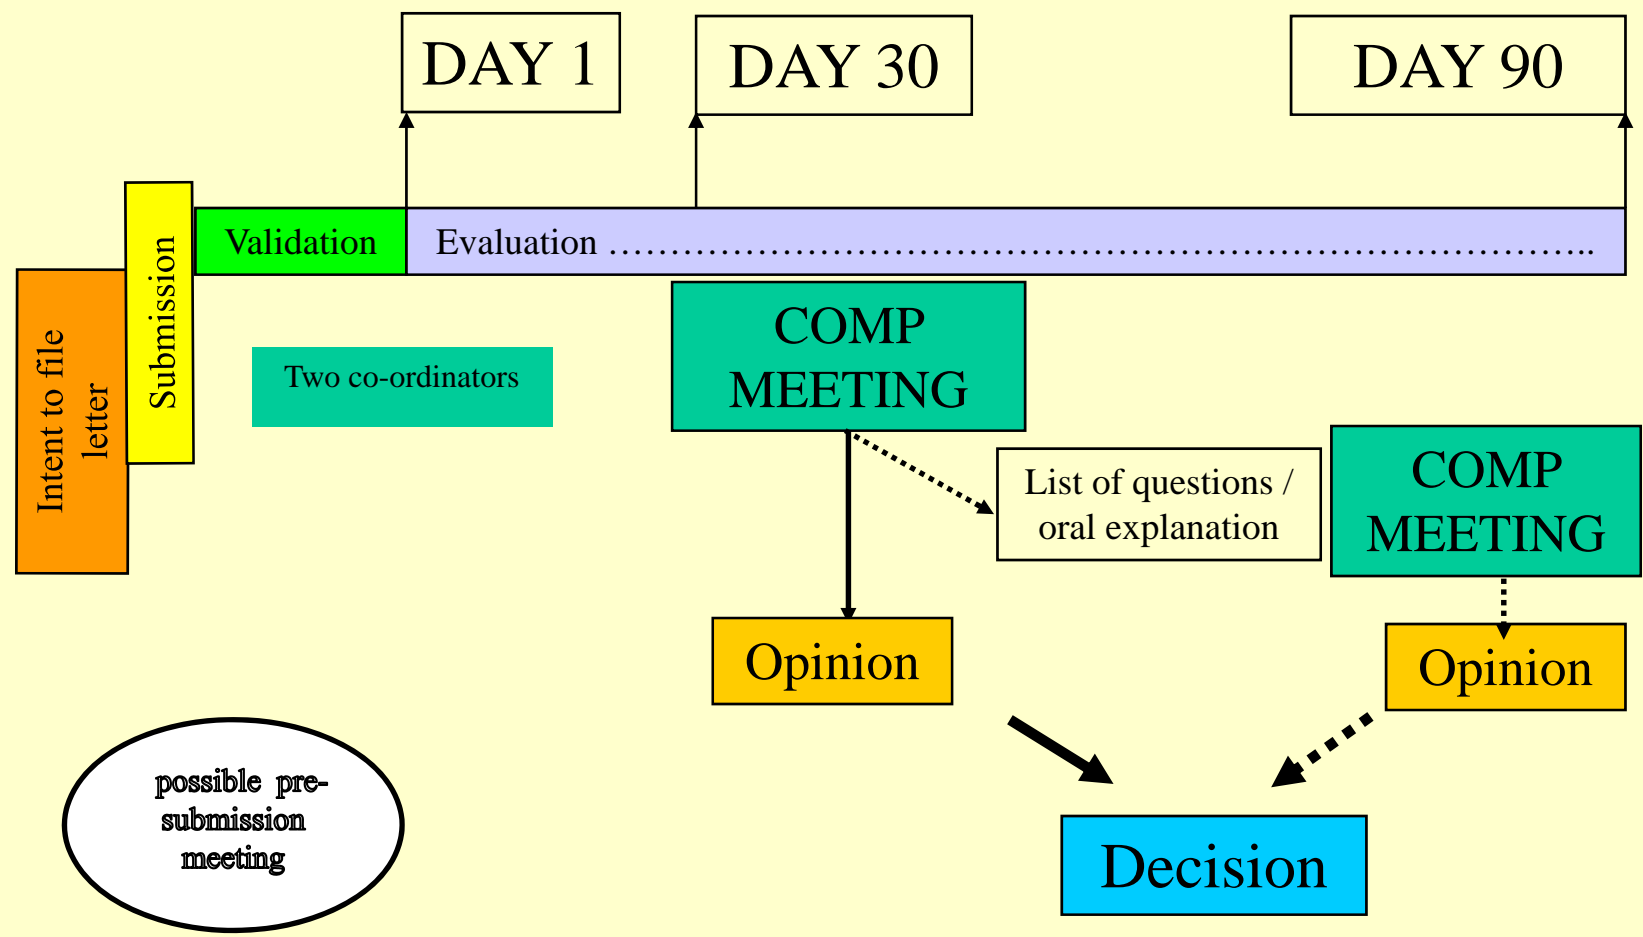 DAY 1
DAY 30
DAY 90
Intent to file
letter
Submission
Validation
Evaluation …………………………………………………………………………..
Two co-ordinators
COMP
MEETING
List of questions /
oral explanation
COMP
MEETING
Opinion
Opinion
possible pre-
submission
meeting
Decision